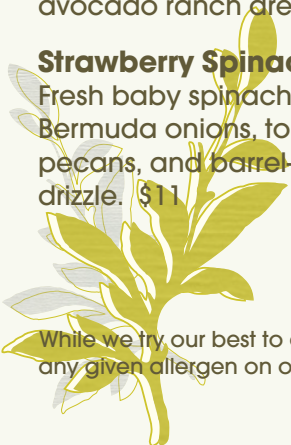 avocado ranch dre
Strawberry Spinac
Fresh baby spinach
Bermuda onions, to
pecans, and barrel-
drizzle. $11
While we try our best to
any given allergen on o